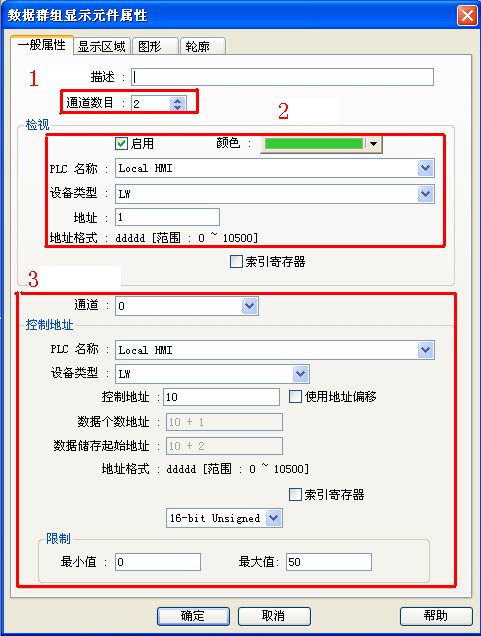 数据群组显示元件属性
一般属性 显示区域 图形 轮廓
1 描述 :
通道数目 : 2
2
检视
启用 颜色 :
PLC 名称 : Local HMI
设备类型 : LW
地址 : 1
地址格式 : ddddd [范围 : 0 ~ 10500]
索引寄存器
3
通道 : 0
控制地址
PLC 名称 : Local HMI
设备类型 : LW
控制地址 : 10 使用地址偏移
数据个数地址 : 10 + 1
数据储存起始地址 : 10 + 2
地址格式 : ddddd [范围 : 0 ~ 10500]
索引寄存器
16-bit Unsigned
限制
最小值 : 0 最大值: 50
确定 取消 帮助